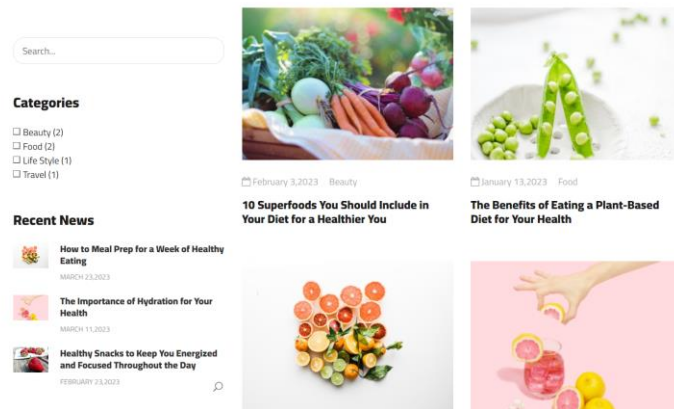 Search...
Categories
Beauty (2)
Food (2)
Life Style (1)
Travel (1)
Recent News
How to Meal Prep for a Week of Healthy
Eating
MARCH 23,2023
The Importance of Hydration for Your
Health
MARCH 11,2023
Healthy Snacks to Keep You Energized
and Focused Throughout the Day
FEBRUARY 23,2023
February 3,2023 Beauty
10 Superfoods You Should Include in
Your Diet for a Healthier You
January 13,2023 Food
The Benefits of Eating a Plant-Based
Diet for Your Health